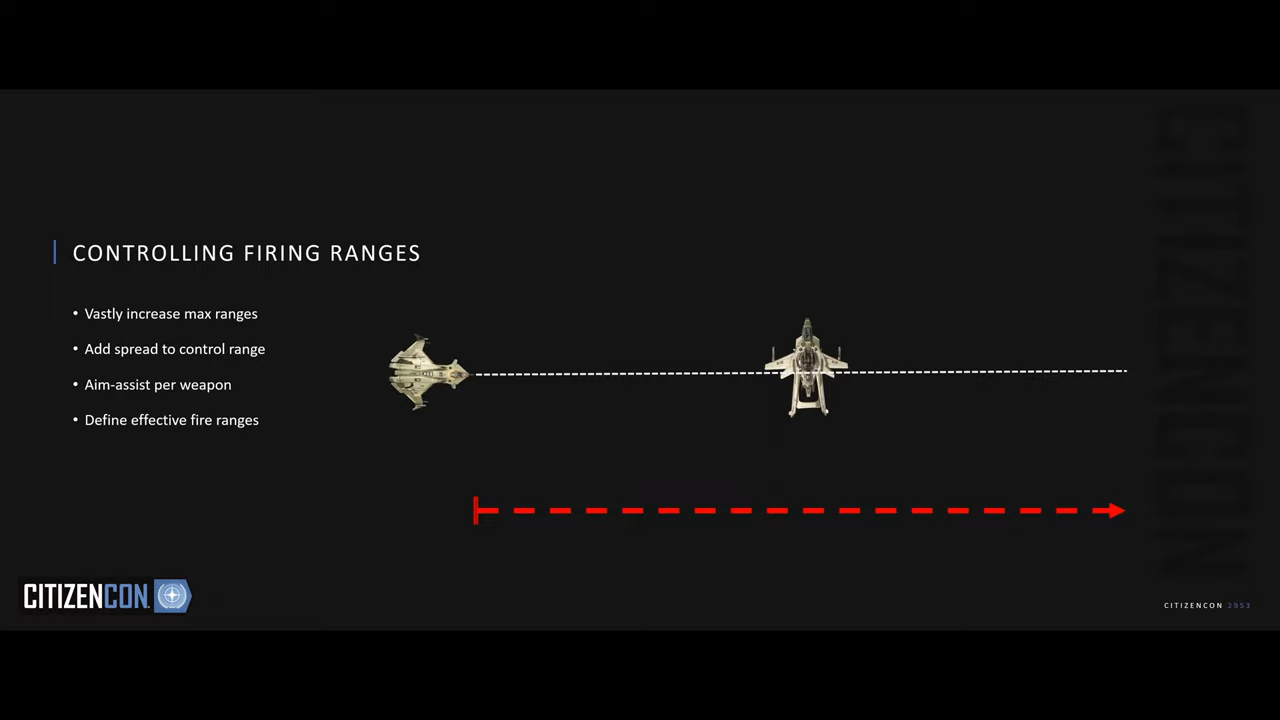 CONTROLLING FIRING RANGES
• Vastly increase max ranges
• Add spread to control range
• Aim-assist per weapon
• Define effective fire ranges
CITIZENCON
CITIZENCON.
CITIZENCON 2953